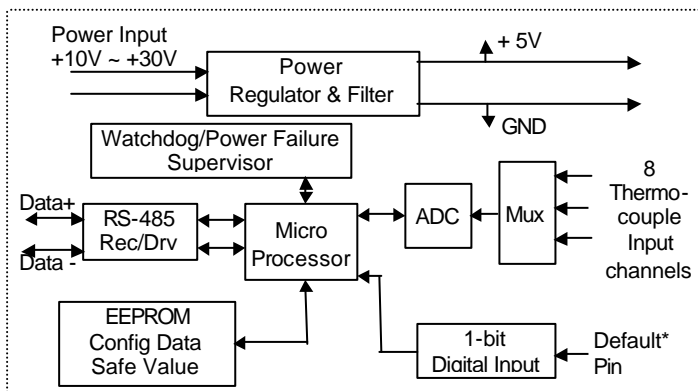 Power Input
+10V ~ +30V
Power
Regulator & Filter
+ 5V
GND
Watchdog/Power Failure
Supervisor
Data+
Data -
RS-485
Rec/Drv
Micro
Processor
ADC
Mux
8
Thermo-
couple
Input
channels
EEPROM
Config Data
Safe Value
1-bit
Digital Input
Default*
Pin